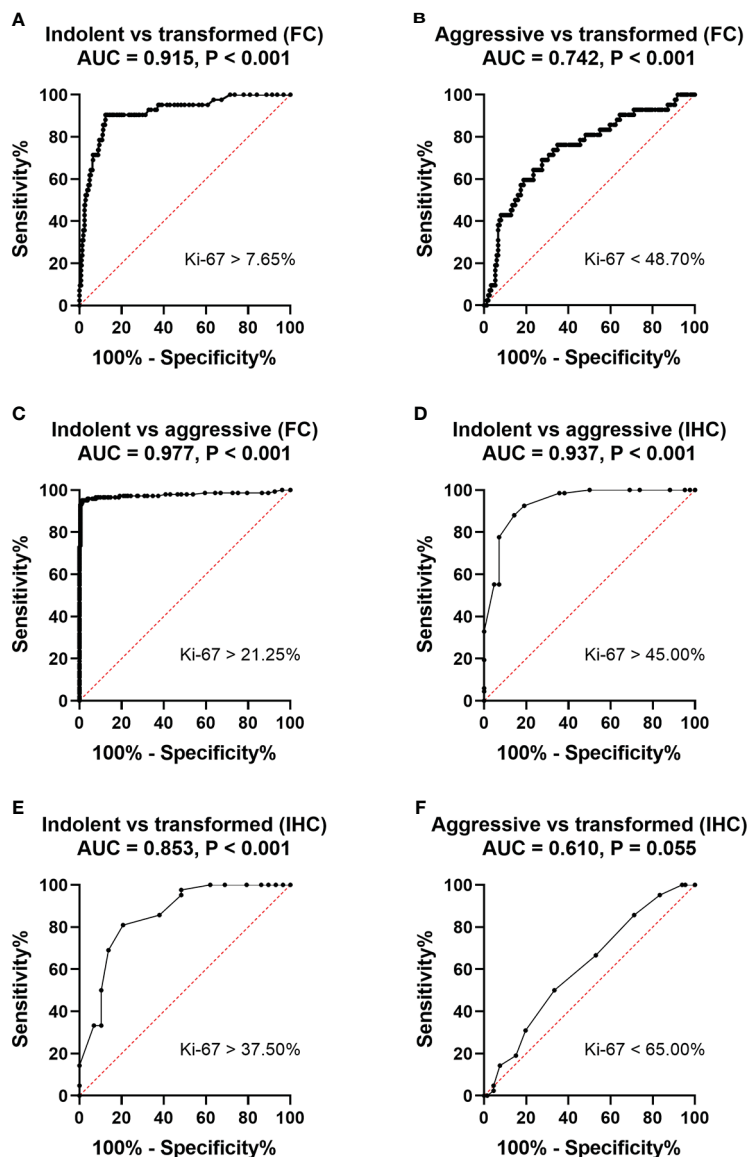 A
Indolent vs transformed (FC)
AUC = 0.915, P < 0.001
100
80
60
40
20
0
Sensitivity%
Ki-67 > 7.65%
0 20 40 60 80 100
100% - Specificity%
B
Aggressive vs transformed (FC)
AUC = 0.742, P < 0.001
100
80
60
40
20
0
Sensitivity%
Ki-67 < 48.70%
0 20 40 60 80 100
100% - Specificity%
C
Indolent vs aggressive (FC)
AUC = 0.977, P < 0.001
100
80
60
40
20
0
Sensitivity%
Ki-67 > 21.25%
0 20 40 60 80 100
100% - Specificity%
D
Indolent vs aggressive (IHC)
AUC = 0.937, P < 0.001
100
80
60
40
20
0
Sensitivity%
Ki-67 > 45.00%
0 20 40 60 80 100
100% - Specificity%
E
Indolent vs transformed (IHC)
AUC = 0.853, P < 0.001
100
80
60
40
20
0
Sensitivity%
Ki-67 > 37.50%
0 20 40 60 80 100
100% - Specificity%
F
Aggressive vs transformed (IHC)
AUC = 0.610, P = 0.055
100
80
60
40
20
0
Sensitivity%
Ki-67 < 65.00%
0 20 40 60 80 100
100% - Specificity%